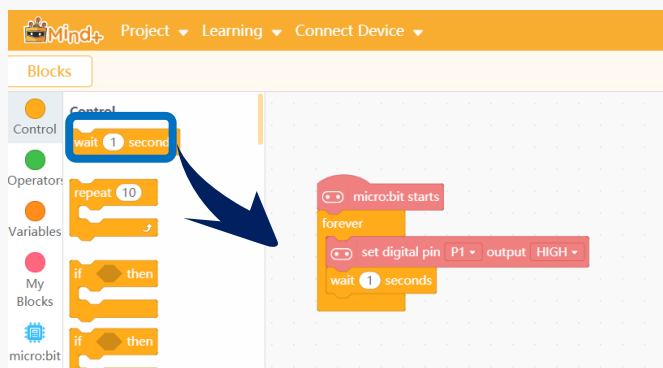 Mind+ Project Learning Connect Device
Blocks
Control
Control
wait 1 second
Operators
repeat 10
Variables
if then
My
Blocks
if then
micro:bit
micro:bit starts
forever
set digital pin P1 output HIGH
wait 1 seconds